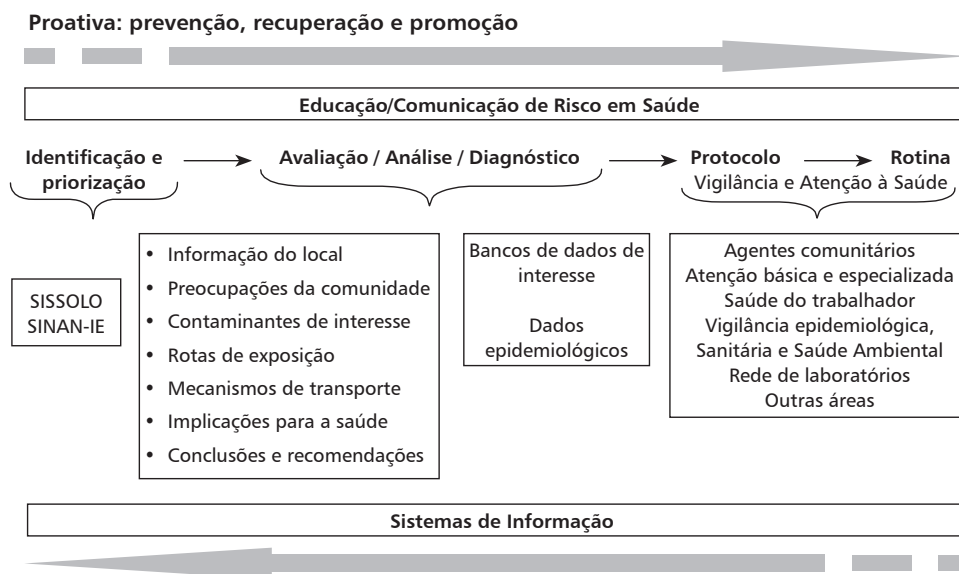 Proativa: prevenção, recuperação e promoção
Educação/Comunicação de Risco em Saúde
Identificação e
priorização
Avaliação / Análise / Diagnóstico
Protocolo
Rotina
Vigilância e Atenção à Saúde
SISSOLO
SINAN-IE
• Informação do local
• Preocupações da comunidade
• Contaminantes de interesse
• Rotas de exposição
• Mecanismos de transporte
• Implicações para a saúde
• Conclusões e recomendações
Bancos de dados de
interesse
Dados
epidemiológicos
Agentes comunitários
Atenção básica e especializada
Saúde do trabalhador
Vigilância epidemiológica,
Sanitária e Saúde Ambiental
Rede de laboratórios
Outras áreas
Sistemas de Informação